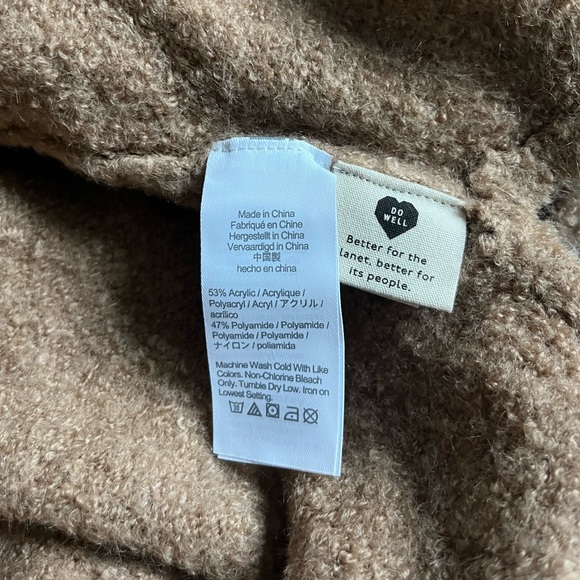 Made in China
Fabriqué en Chine
Hergestellt in China
Vervaardigd in China
中国製
hecho en china
53% Acrylic / Acrylique /
Polyacryl / Acryl / アクリル /
acrílico
47% Polyamide / Polyamide /
Polyamide / Polyamide /
ナイロン / poliamida
Machine Wash Cold With Like
Colors. Non-Chlorine Bleach
Only. Tumble Dry Low. Iron on
Lowest Setting.
DO
WELL
Better for the
lanet, better for
its people.